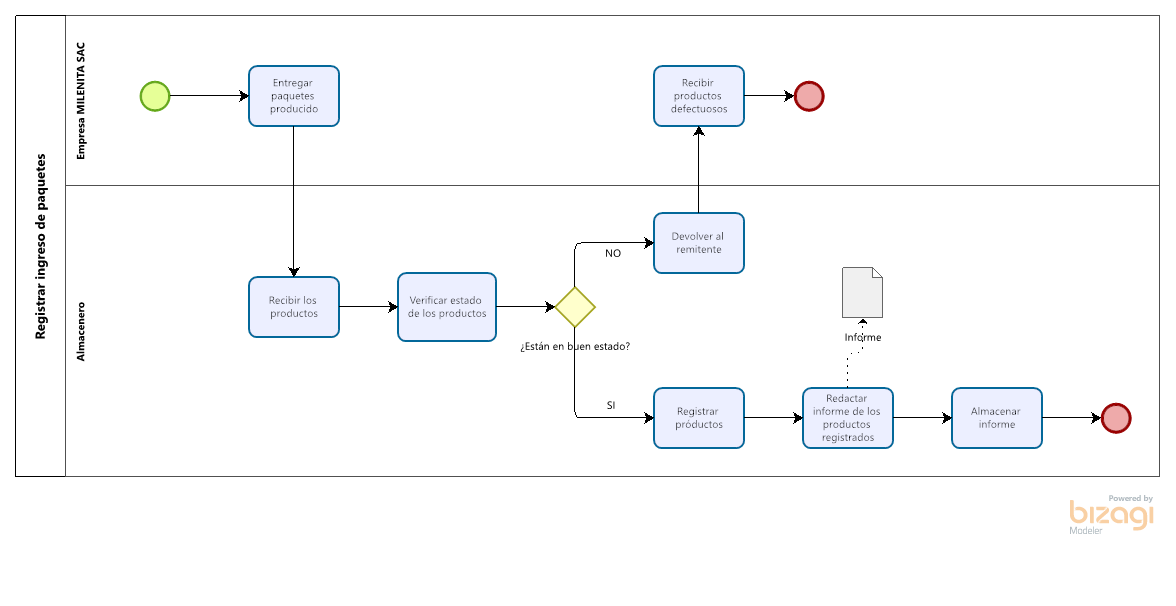 Registrar ingreso de paquetes
Empresa MILENITA SAC
Entregar
paquetes
producido
Recibir
productos
defectuosos
Almacenero
Devolver al
remitente
NO
Recibir los
productos
Verificar estado
de los productos
¿Están en buen estado?
Informe
SI
Registrar
próductos
Redactar
informe de los
productos
registrados
Almacenar
informe
Powered by
bizagi
Modeler